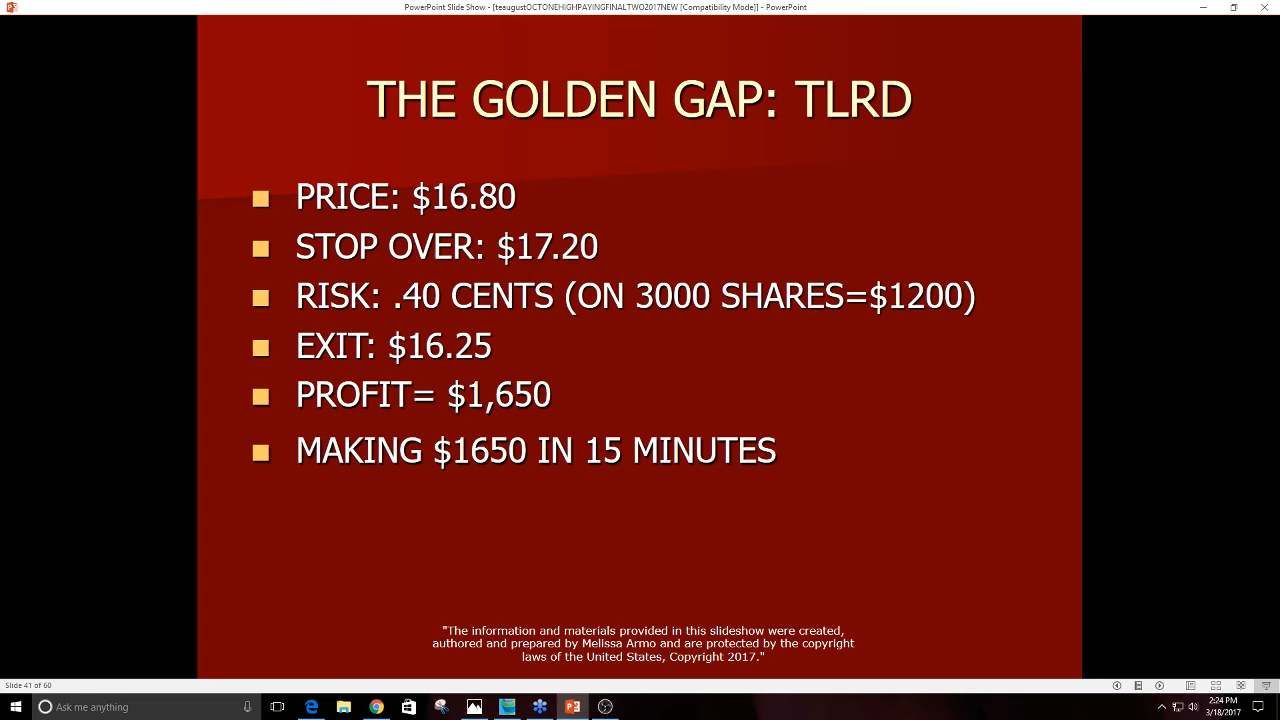 PowerPoint Slide Show - [teaugustOCTONEHIGHPAYINGFINALTWO2017NEW [Compatibility Mode]] - PowerPoint
THE GOLDEN GAP: TLRD
PRICE: $16.80
STOP OVER: $17.20
RISK: .40 CENTS (ON 3000 SHARES=$1200)
EXIT: $16.25
PROFIT= $1,650
MAKING $1650 IN 15 MINUTES
"The information and materials provided in this slideshow were created,
authored and prepared by Melissa Armo and are protected by the copyright
laws of the United States, Copyright 2017."
Slide 41 of 60
Ask me anything
2:24 PM
3/18/2017